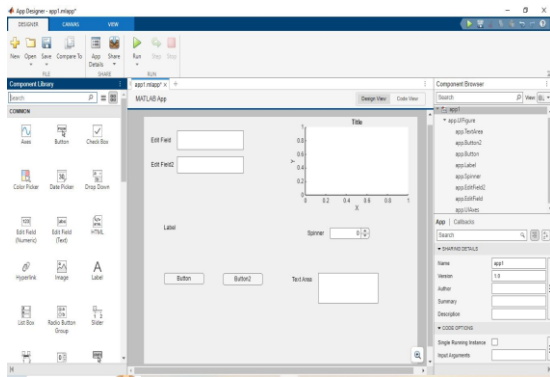 App Designer - app1.mlapp*
DESIGNER CANVAS VIEW
New Open Save Compare To App Details Share Run Step Stop
FILE SHARE RUN
Component Library
Search
COMMON
Axes Button Check Box
Color Picker Date Picker Drop Down
Edit Field (Numeric) Edit Field (Text) HTML
Hyperlink Image Label
List Box Radio Button Group Slider
app1.mlapp* × +
MATLAB App Design View Code View
Edit Field
Edit Field2
Title
1
0.8
0.6
0.4
0.2
0
Y
0 0.2 0.4 0.6 0.8 1
X
Label
Spinner 0
Button Button2
Text Area
Component Browser
Search View
app1
app.UIFigure
app.TextArea
app.Button2
app.Button
app.Label
app.Spinner
app.EditField2
app.EditField
app.UIAxes
App Callbacks
Search
SHARING DETAILS
Name app1
Version 1.0
Author
Summary
Description
CODE OPTIONS
Single Running Instance
Input Arguments